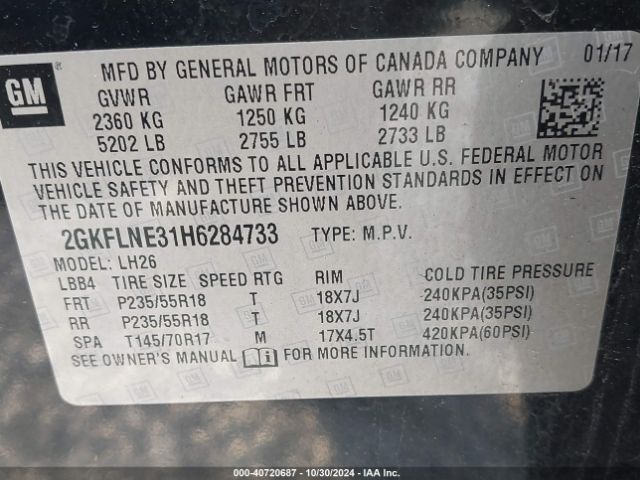 GM
®
MFD BY GENERAL MOTORS OF CANADA COMPANY 01/17
GVWR GAWR FRT GAWR RR
2360 KG 1250 KG 1240 KG
5202 LB 2755 LB 2733 LB
THIS VEHICLE CONFORMS TO ALL APPLICABLE U.S. FEDERAL MOTOR
VEHICLE SAFETY AND THEFT PREVENTION STANDARDS IN EFFECT ON
THE DATE OF MANUFACTURE SHOWN ABOVE.
2GKFLNE31H6284733 TYPE: M.P.V.
MODEL: LH26
LBB4 TIRE SIZE SPEED RTG RIM COLD TIRE PRESSURE
FRT P235/55R18 T 18X7J 240KPA(35PSI)
RR P235/55R18 T 18X7J 240KPA(35PSI)
SPA T145/70R17 M 17X4.5T 420KPA(60PSI)
SEE OWNER'S MANUAL FOR MORE INFORMATION.
000-40720687 - 10/30/2024 - IAA Inc.